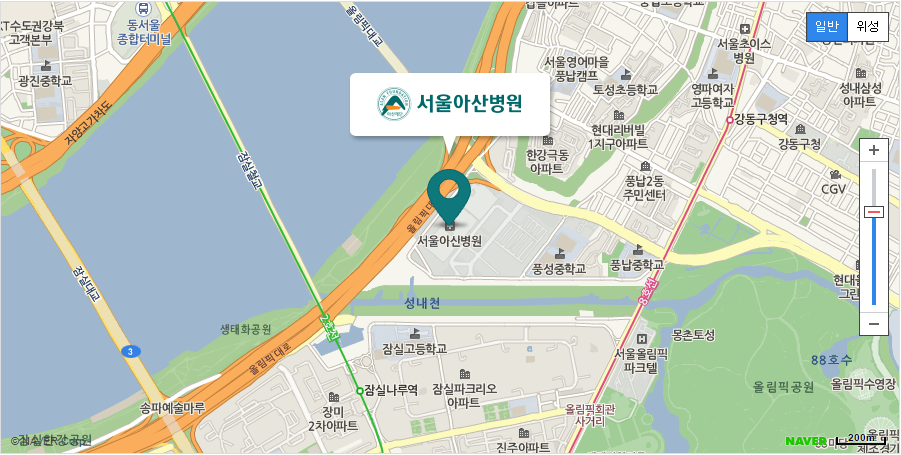 압들아파트
동서울
종합터미널
KT수도권강북
고객본부
광진중학교
올림픽대교
자양고가차도
잠실철교
잠실대교
3
서울아산병원
서울영어마을
풍납캠프
토성초등학교
서울초이스
병원
영파여자
고등학교
일반
위성
성내삼성
아파트
현대리버빌
1지구아파트
강동구청역
강동구청
한강극동
아파트
풍납2동
주민센터
CGV
올림픽대로
서울아산병원
풍성중학교
풍납중학교
8호선
성내천
생태화공원
2호선
올림픽대로
잠실고등학교
몽촌토성
서울올림픽
파크텔
88호수
올림픽공원
올림픽수영장
잠실나루역
잠실파크리오
아파트
장미
2차아파트
송파예술마루
올림픽회관
사거리
진주아파트
잠실한강공원
NAVER
200m